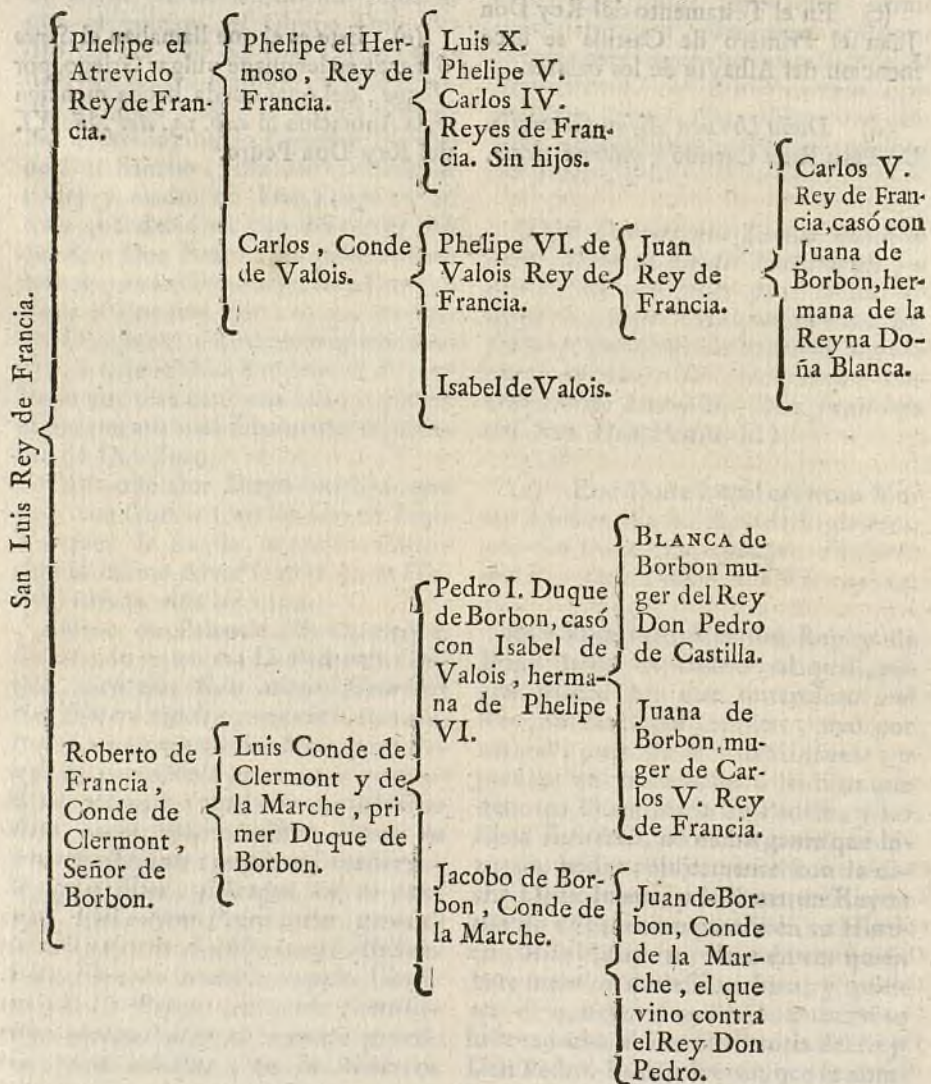 San Luis Rey de Francia.
Phelipe el
Atrevido
Rey de Fran-
cia.
Phelipe el Her-
moso, Rey de
Francia.
Luis X.
Phelipe V.
Carlos IV.
Reyes de Fran-
cia. Sin hijos.
Carlos, Conde
de Valois.
Phelipe VI. de
Valois Rey de
Francia.
Juan
Rey de
Francia.
Carlos V.
Rey de Fran-
cia, casó con
Juana de
Borbon, her-
mana de la
Reyna Do-
ña Blanca.
Isabel de Valois.
Roberto de
Francia,
Conde de
Clermont,
Señor de
Borbon.
Luis Conde de
Clermont y de
la Marche, pri
mer Duque de
Borbon.
Pedro I. Duque
de Borbon, casó
con Isabel de
Valois, herma-
na de Phelipe
VI.
BLANCA de
Borbon mu-
ger del Rey
Don Pedro
de Castilla.
Juana de
Borbon, mu-
ger de Car-
los V. Rey
de Francia.
Jacobo de Bor-
bon, Conde de
la Marche.
Juan de Bor-
bon, Conde
de la Mar-
che, el que
vino contra
el Rey Don
Pedro.